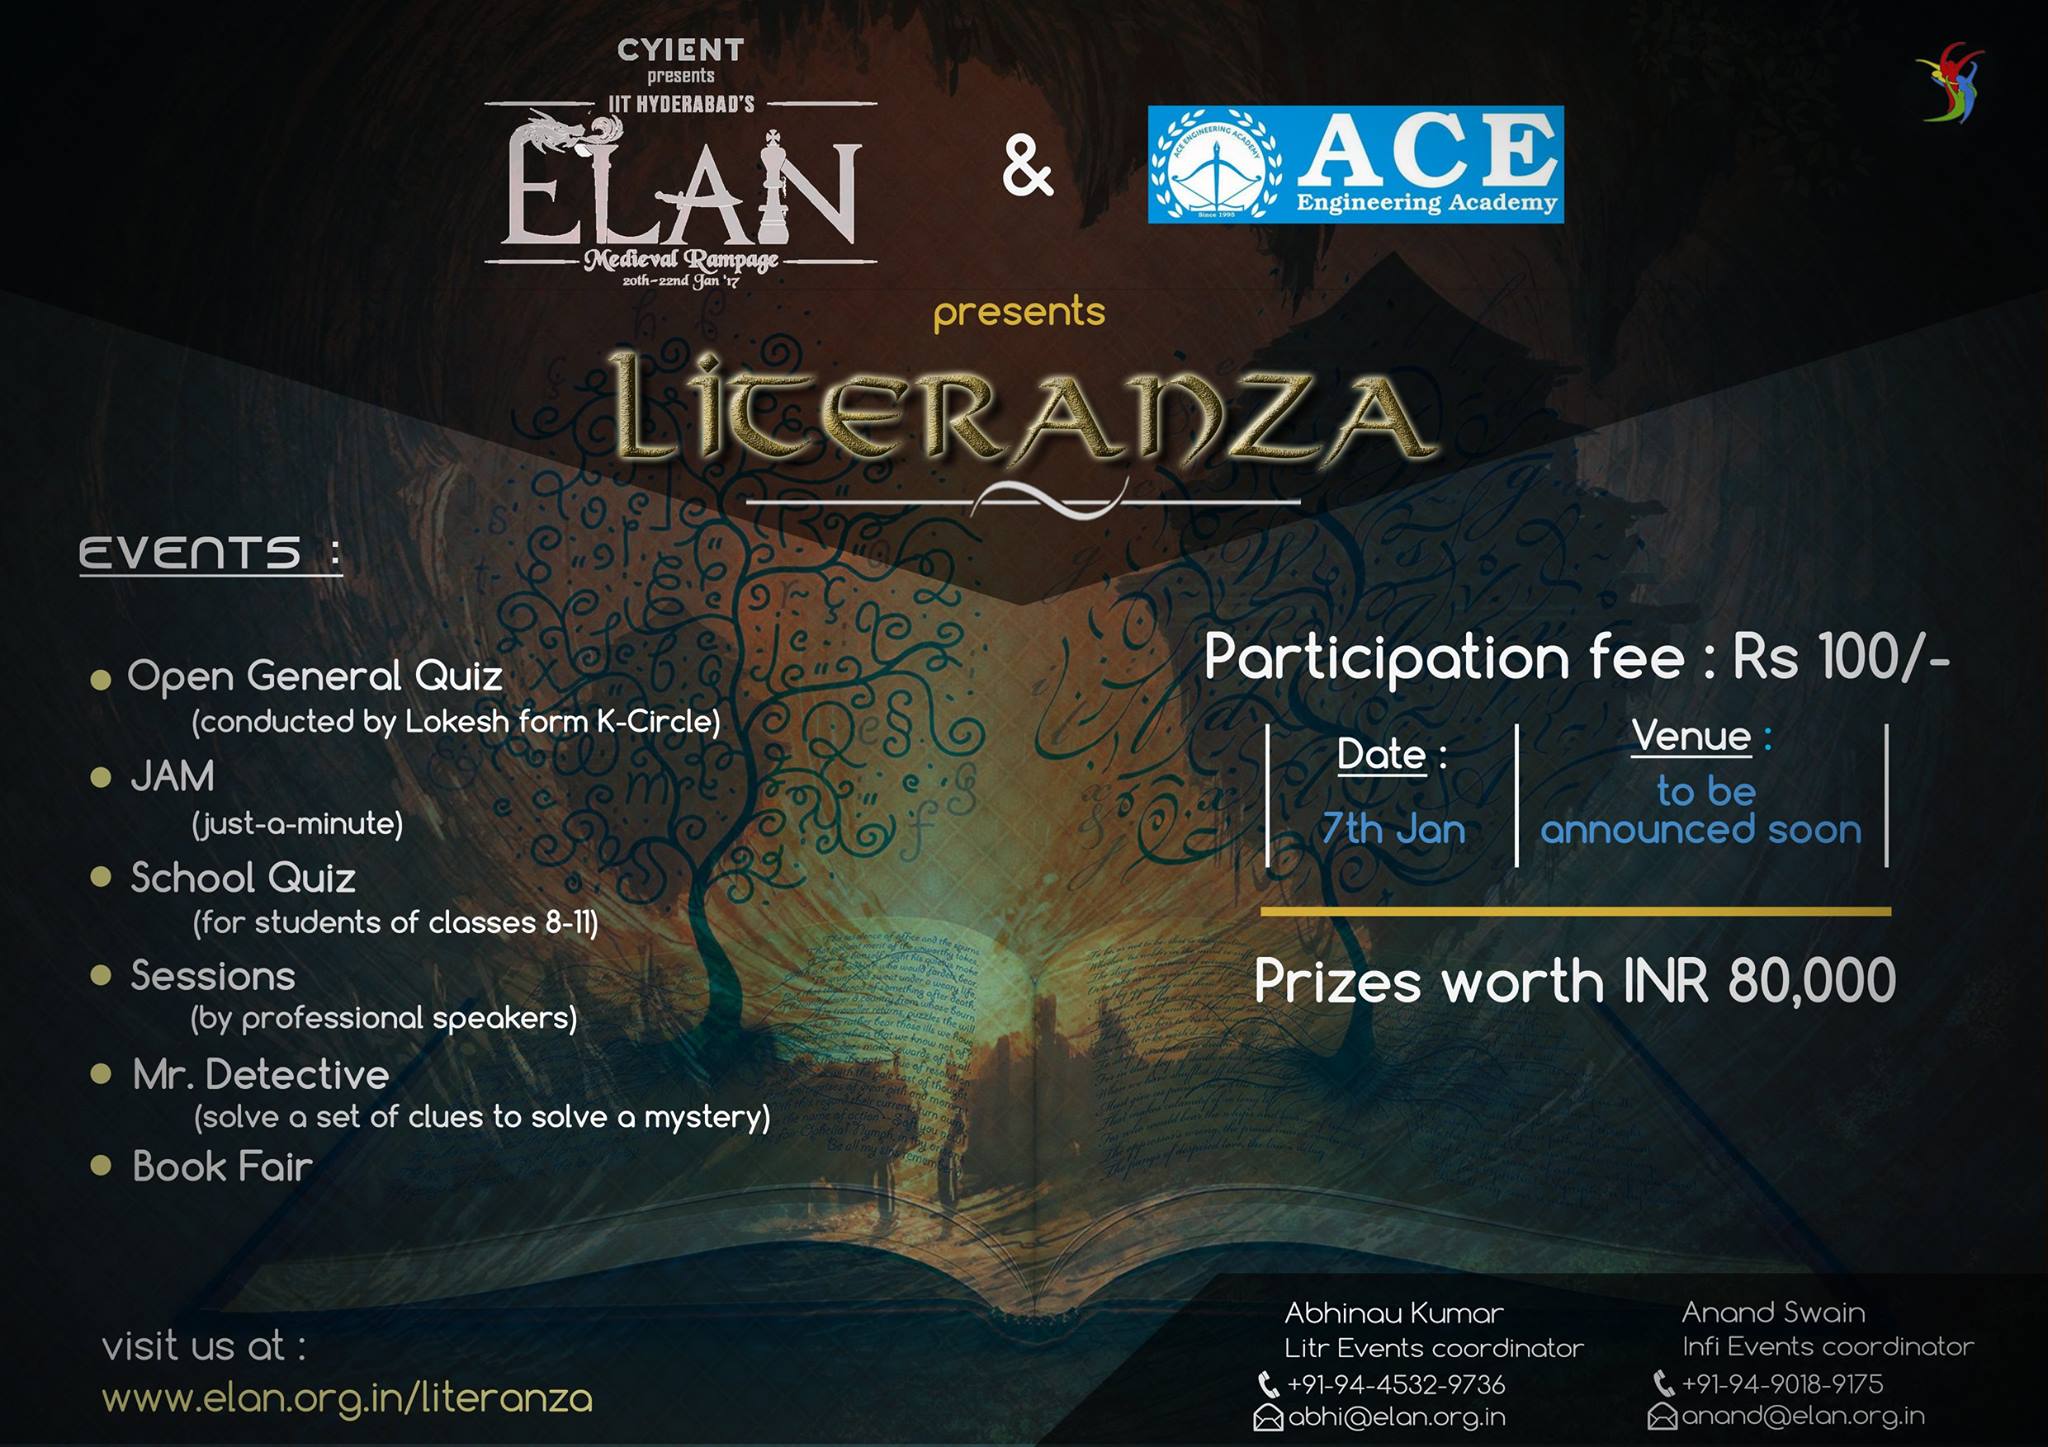 CYIENT
presents
IIT HYDERABAD'S
ELAN
Medieval Rampage
20th-22nd Jan '17
&
ACE ENGINEERING ACADEMY
Since 1995
ACE
Engineering Academy
presents
LITERANZA
EVENTS :
Open General Quiz
(conducted by Lokesh form K-Circle)
JAM
(just-a-minute)
School Quiz
(for students of classes 8-11)
Sessions
(by professional speakers)
Mr. Detective
(solve a set of clues to solve a mystery)
Book Fair
Participation fee : Rs 100/-
Date :
7th Jan
Venue :
to be
announced soon
Prizes worth INR 80,000
visit us at :
www.elan.org.in/literanza
Abhinau Kumar
Litr Events coordinator
+91-94-4532-9736
abhi@elan.org.in
Anand Swain
Infi Events coordinator
+91-94-9018-9175
anand@elan.org.in